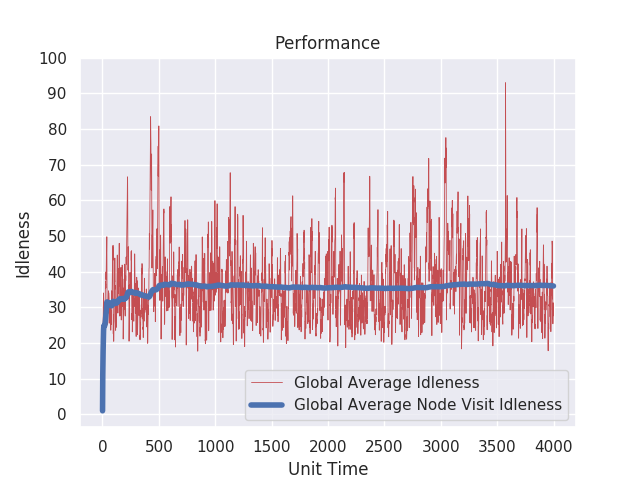 Performance
Idleness
100
90
80
70
60
50
40
30
20
10
0
Global Average Idleness
Global Average Node Visit Idleness
0 500 1000 1500 2000 2500 3000 3500 4000
Unit Time